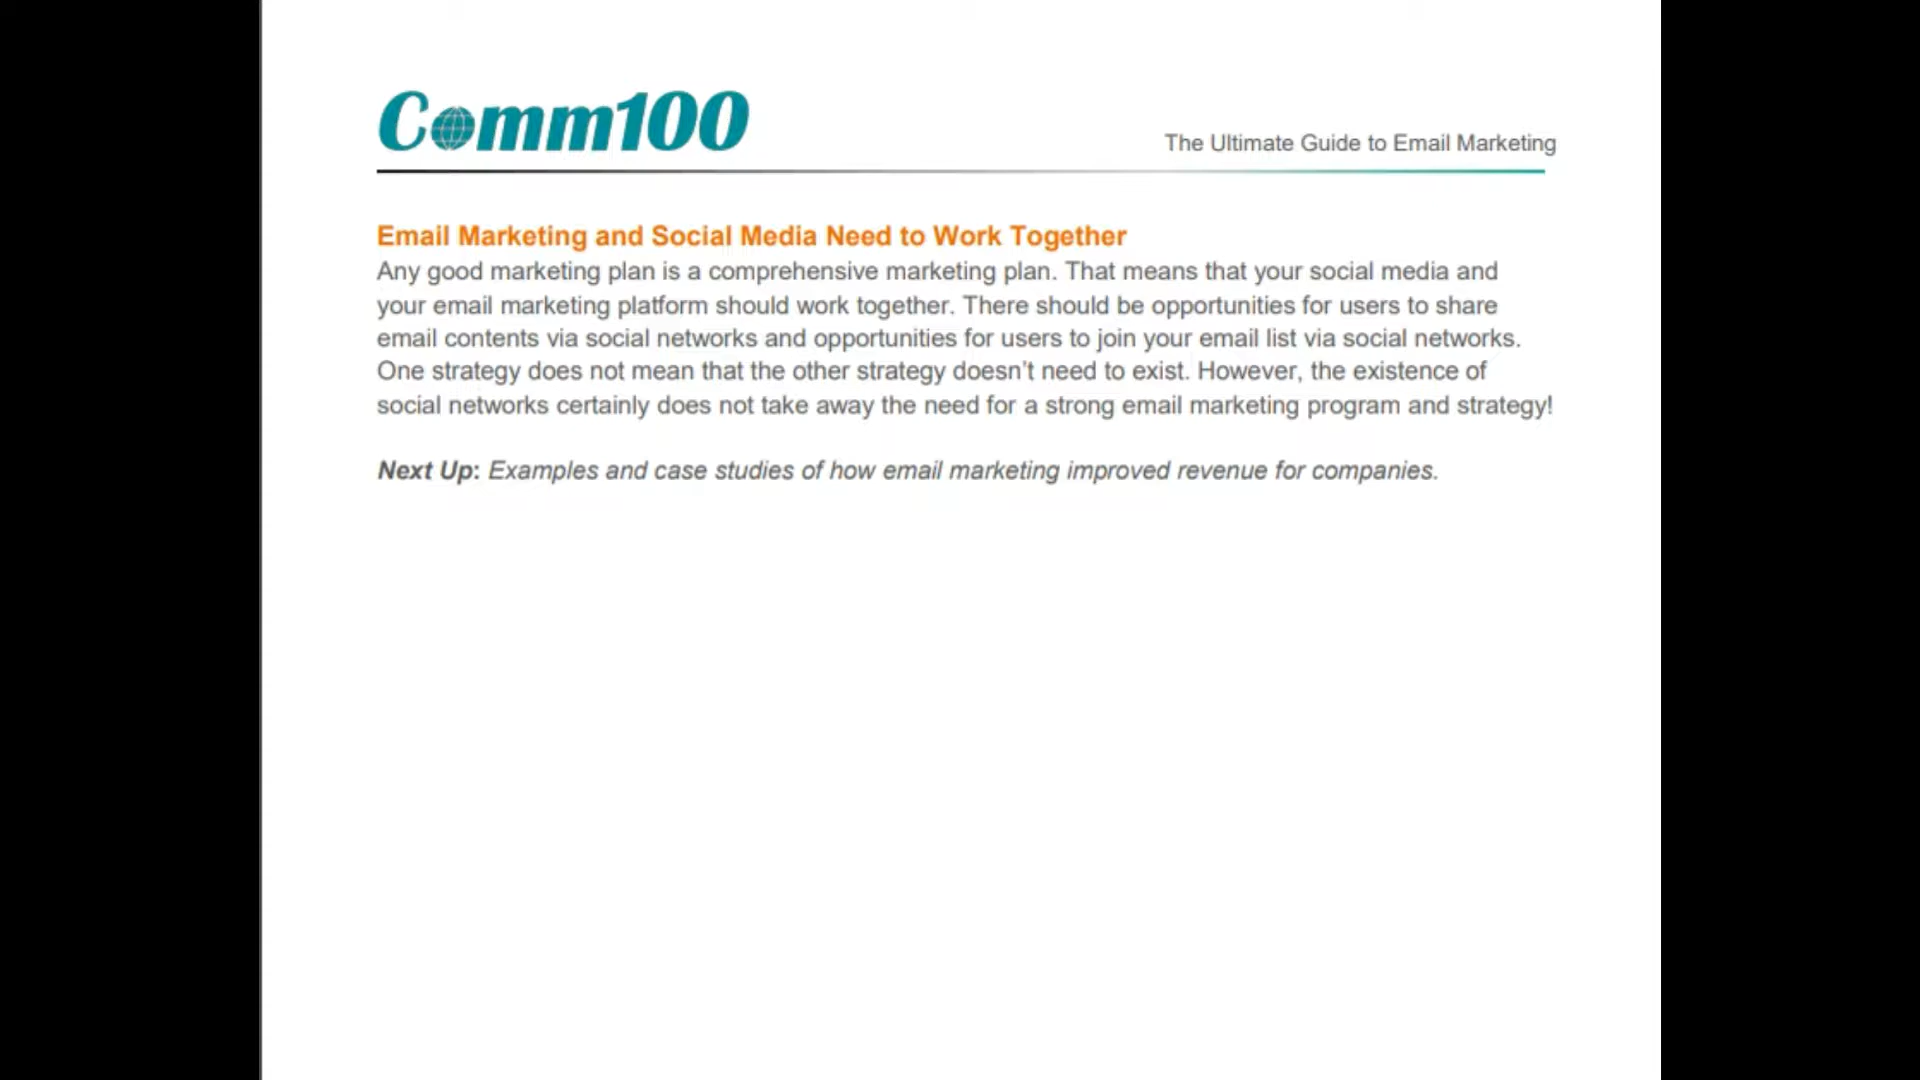 Comm100
The Ultimate Guide to Email Marketing
Email Marketing and Social Media Need to Work Together
Any good marketing plan is a comprehensive marketing plan. That means that your social media and
your email marketing platform should work together. There should be opportunities for users to share
email contents via social networks and opportunities for users to join your email list via social networks.
One strategy does not mean that the other strategy doesn’t need to exist. However, the existence of
social networks certainly does not take away the need for a strong email marketing program and strategy!
Next Up: Examples and case studies of how email marketing improved revenue for companies.